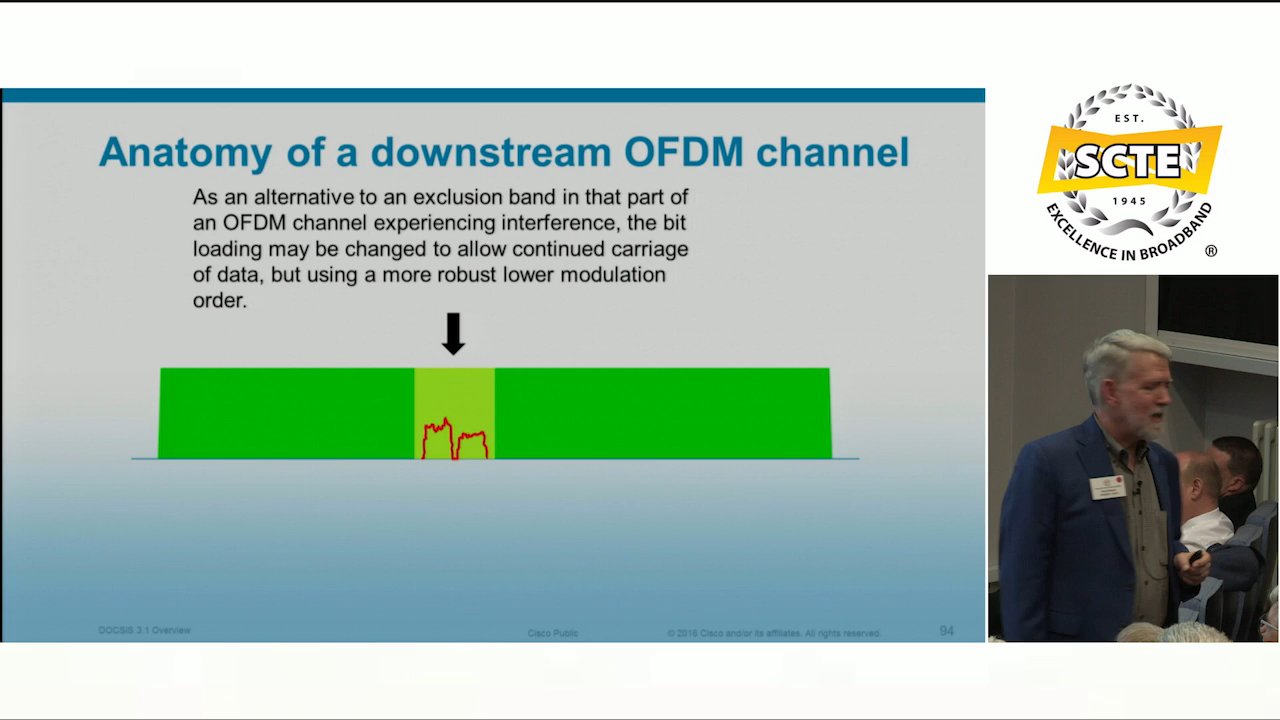 Anatomy of a downstream OFDM channel
As an alternative to an exclusion band in that part of
an OFDM channel experiencing interference, the bit
loading may be changed to allow continued carriage
of data, but using a more robust lower modulation
order.
DOCSIS 3.1 Overview
Cisco Public
© 2016 Cisco and/or its affiliates. All rights reserved.
94
EST.
SCTE
1945
EXCELLENCE IN BROADBAND
®